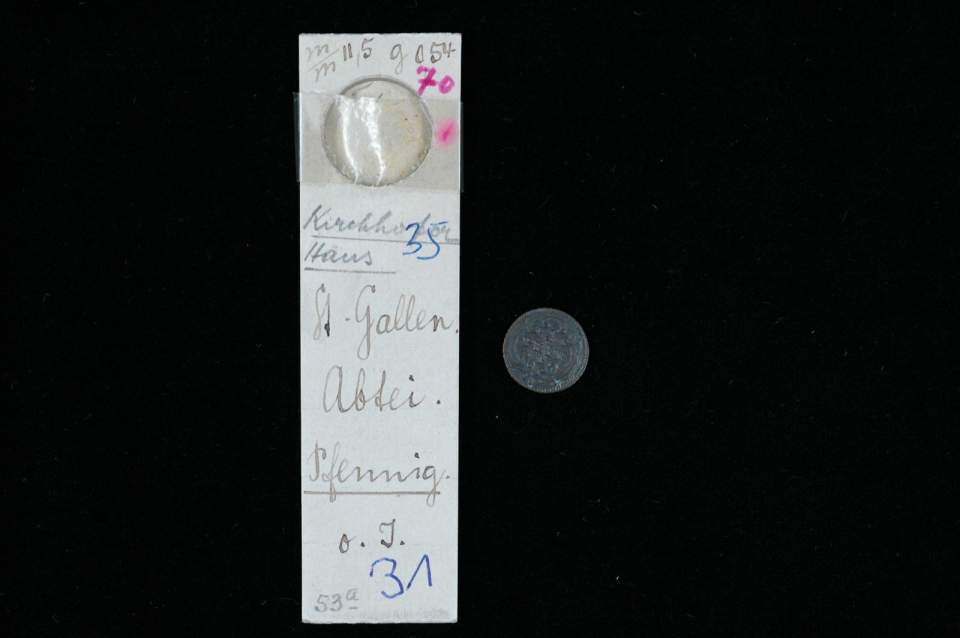 m/m 11,5 g 0 54
70
Kirchhofer
35
Haus
St. Gallen.
Abtei.
Pfennig.
o. J.
31
53a